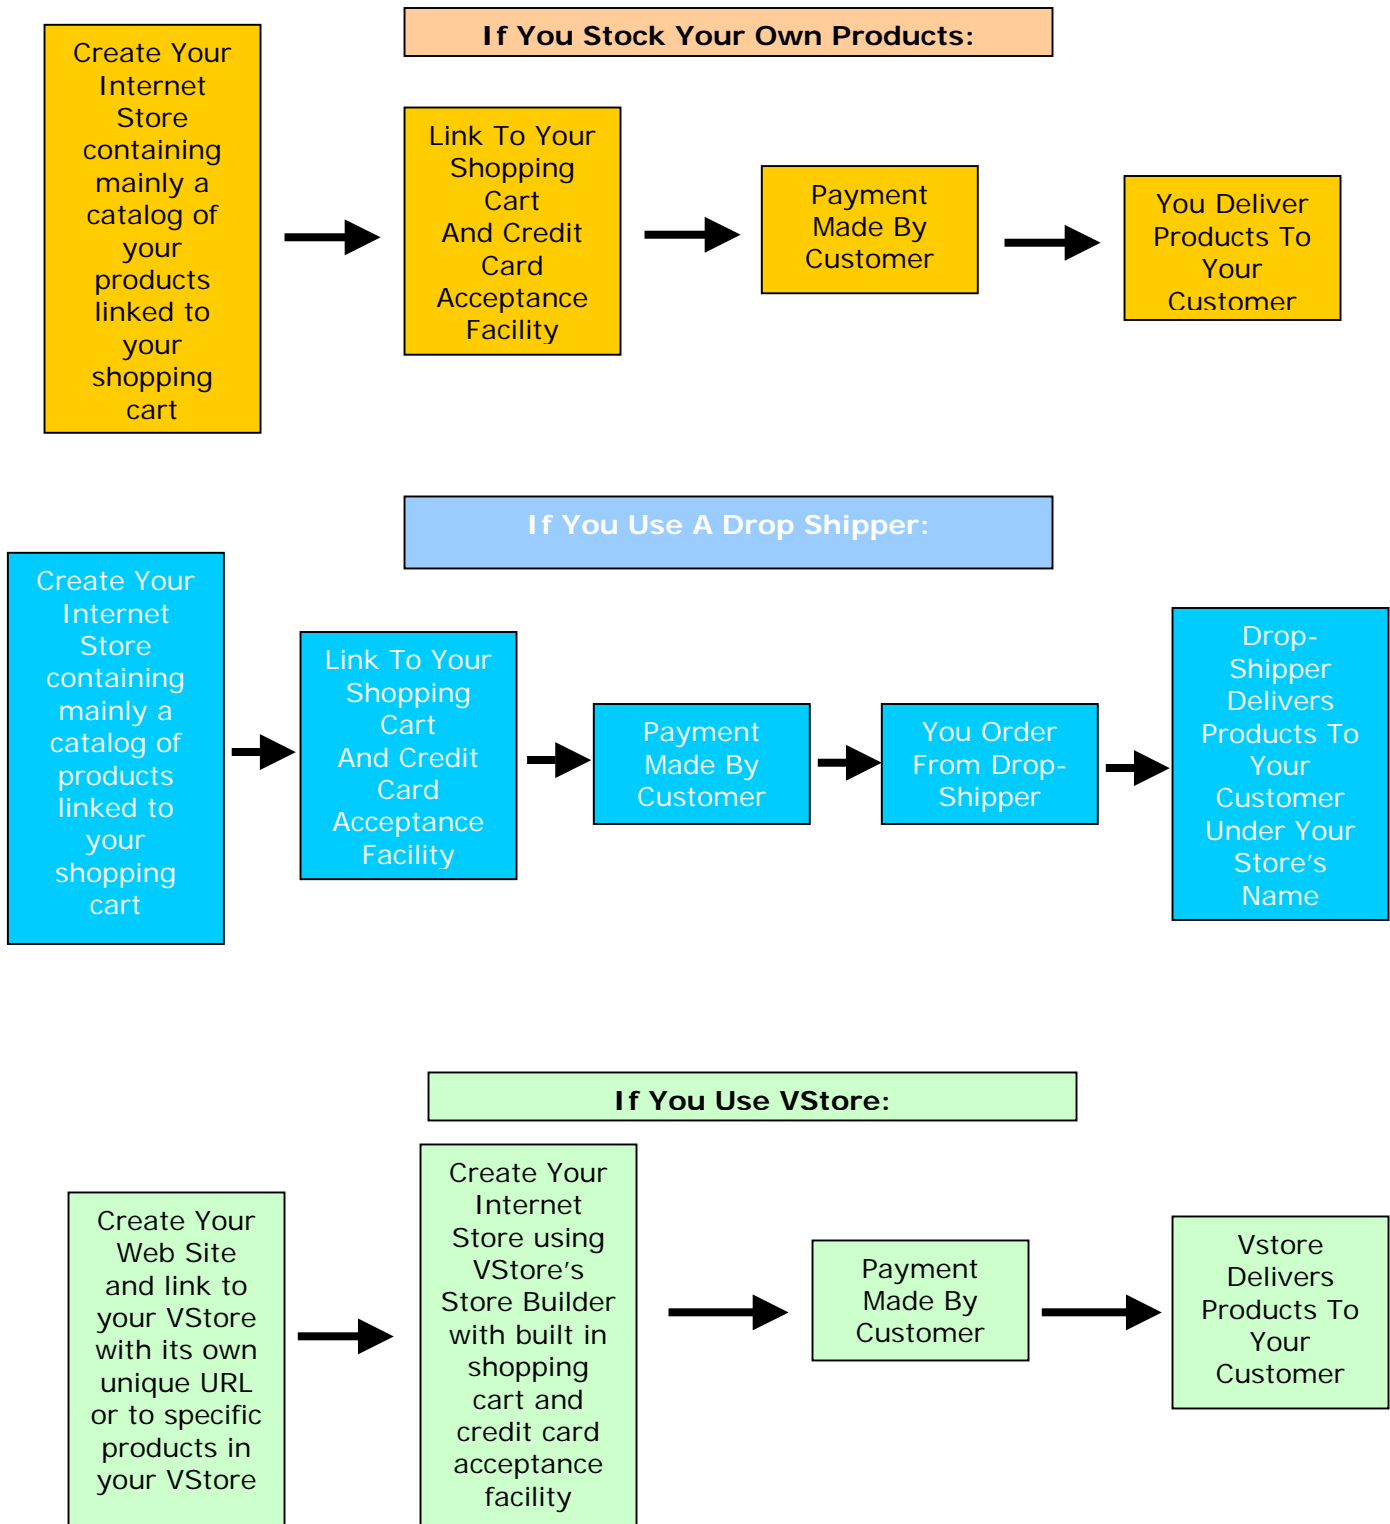 If You Stock Your Own Products:
Create Your
Internet
Store
containing
mainly a
catalog of
your
products
linked to
your
shopping
cart
Link To Your
Shopping
Cart
And Credit
Card
Acceptance
Facility
Payment
Made By
Customer
You Deliver
Products To
Your
Customer
If You Use A Drop Shipper:
Create Your
Internet
Store
containing
mainly a
catalog of
products
linked to
your
shopping
cart
Link To Your
Shopping
Cart
And Credit
Card
Acceptance
Facility
Payment
Made By
Customer
You Order
From Drop-
Shipper
Drop-
Shipper
Delivers
Products To
Your
Customer
Under Your
Store’s
Name
If You Use VStore:
Create Your
Web Site
and link to
your VStore
with its own
unique URL
or to specific
products in
your VStore
Create Your
Internet
Store using
VStore’s
Store Builder
with built in
shopping
cart and
credit card
acceptance
facility
Payment
Made By
Customer
Vstore
Delivers
Products To
Your
Customer